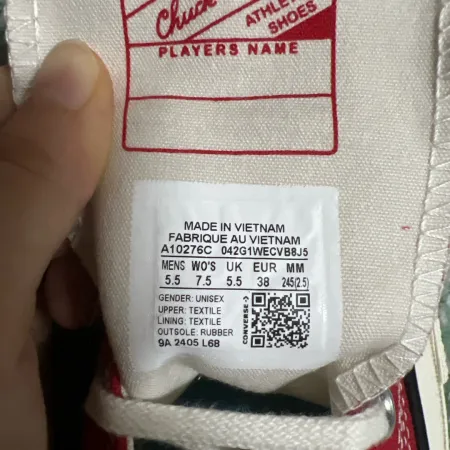 Chuck
ATHLE
SHOES
PLAYERS NAME
MADE IN VIETNAM
FABRIQUE AU VIETNAM
A10276C 042G1WECVB8J5
MENS WO'S UK EUR MM
5.5 7.5 5.5 38 245(2.5)
GENDER: UNISEX
UPPER: TEXTILE
LINING: TEXTILE
OUTSOLE: RUBBER
9A 2405 L68
CONVERSE